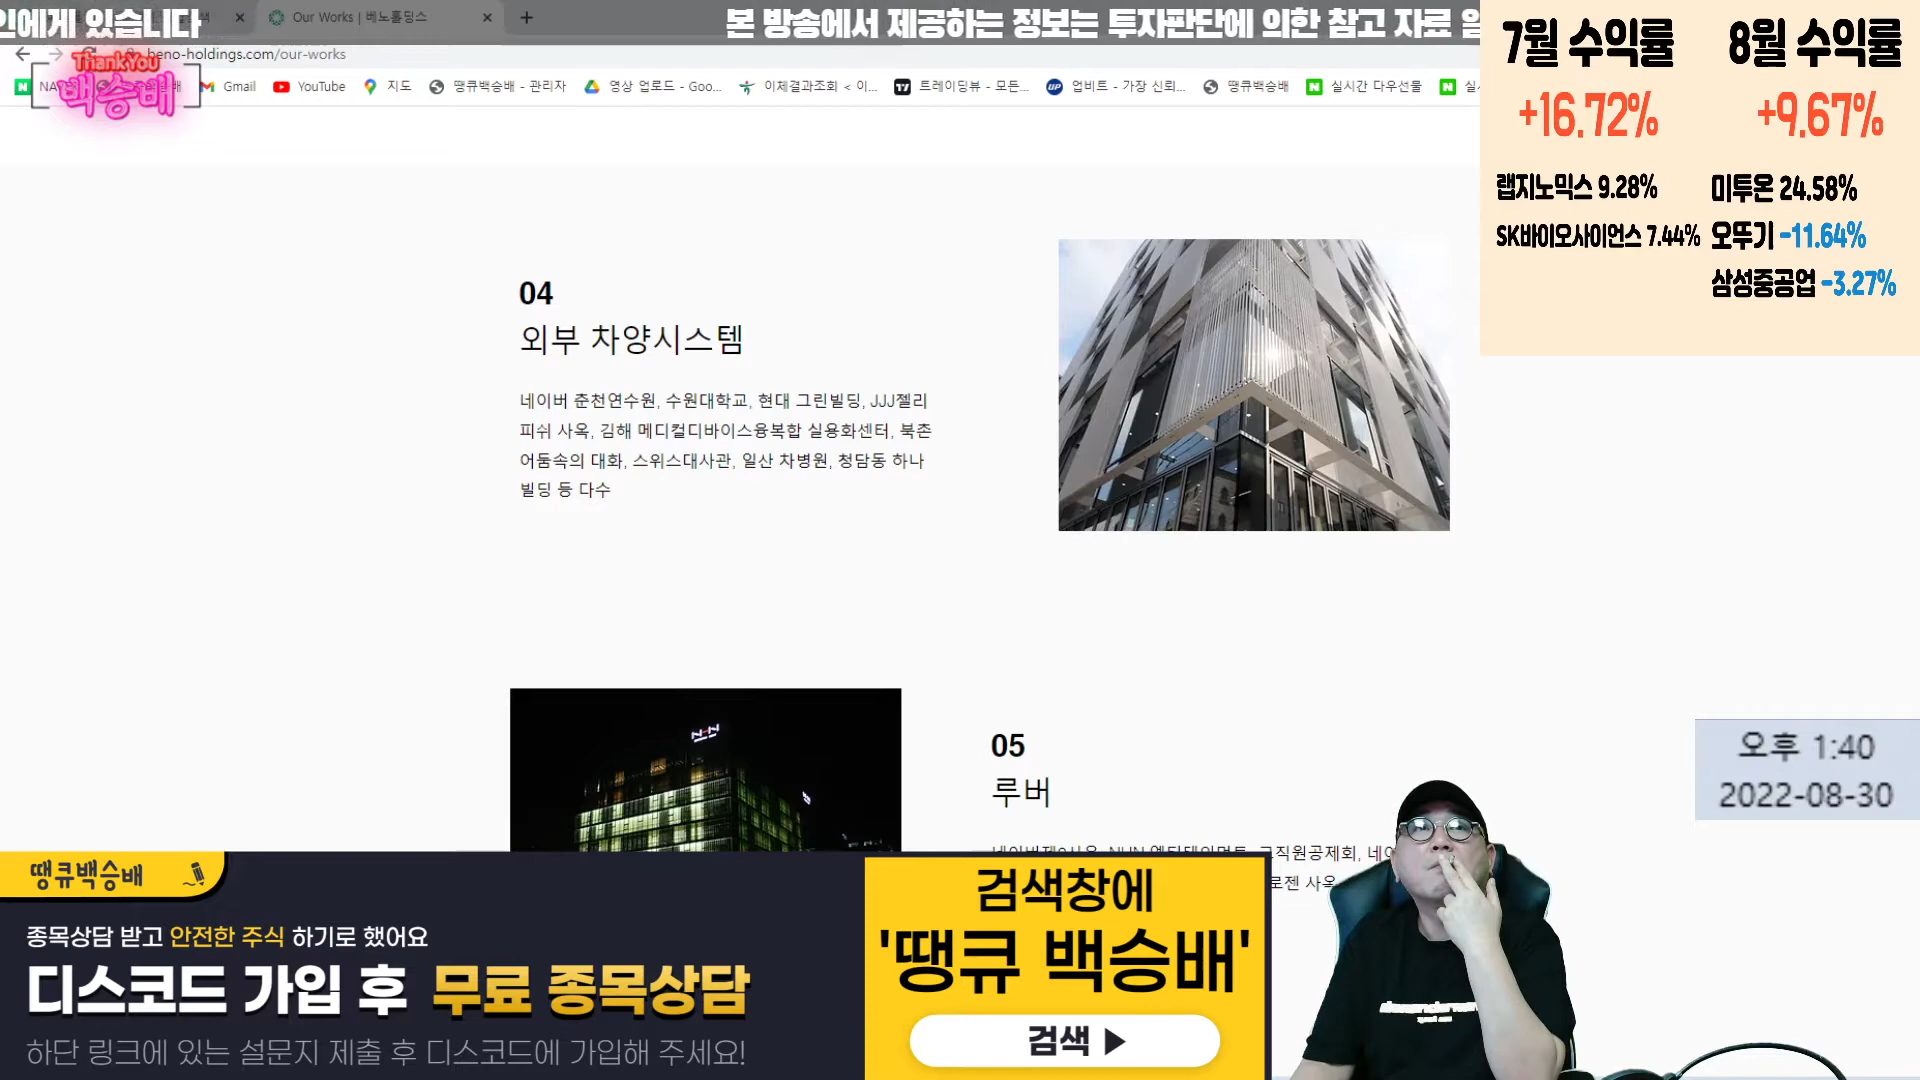 인에게 있습니다
본 방송에서 제공하는 정보는 투자판단에 의한 참고 자료 일
Our Works | 베노홀딩스
beno-holdings.com/our-works
ThankYou
백승배
Gmail
YouTube
지도
땡큐백승배 - 관리자
영상 업로드 - Goo...
이체결과조회 < 이...
트레이딩뷰 - 모든...
업비트 - 가장 신뢰...
땡큐백승배
실시간 다우선물
7월 수익률
+16.72%
랩지노믹스 9.28%
SK바이오사이언스 7.44%
8월 수익률
+9.67%
미투온 24.58%
오뚜기 -11.64%
삼성중공업 -3.27%
04
외부 차양시스템
네이버 춘천연수원, 수원대학교, 현대 그린빌딩, JJJ젤리
피쉬 사옥, 김해 메디컬디바이스융복합 실용화센터, 북촌
어둠속의 대화, 스위스대사관, 일산 차병원, 청담동 하나
빌딩 등 다수
05
루버
오후 1:40
2022-08-30
땡큐백승배
종목상담 받고 안전한 주식 하기로 했어요
디스코드 가입 후 무료 종목상담
하단 링크에 있는 설문지 제출 후 디스코드에 가입해 주세요!
검색창에
'땡큐 백승배'
검색 ▶